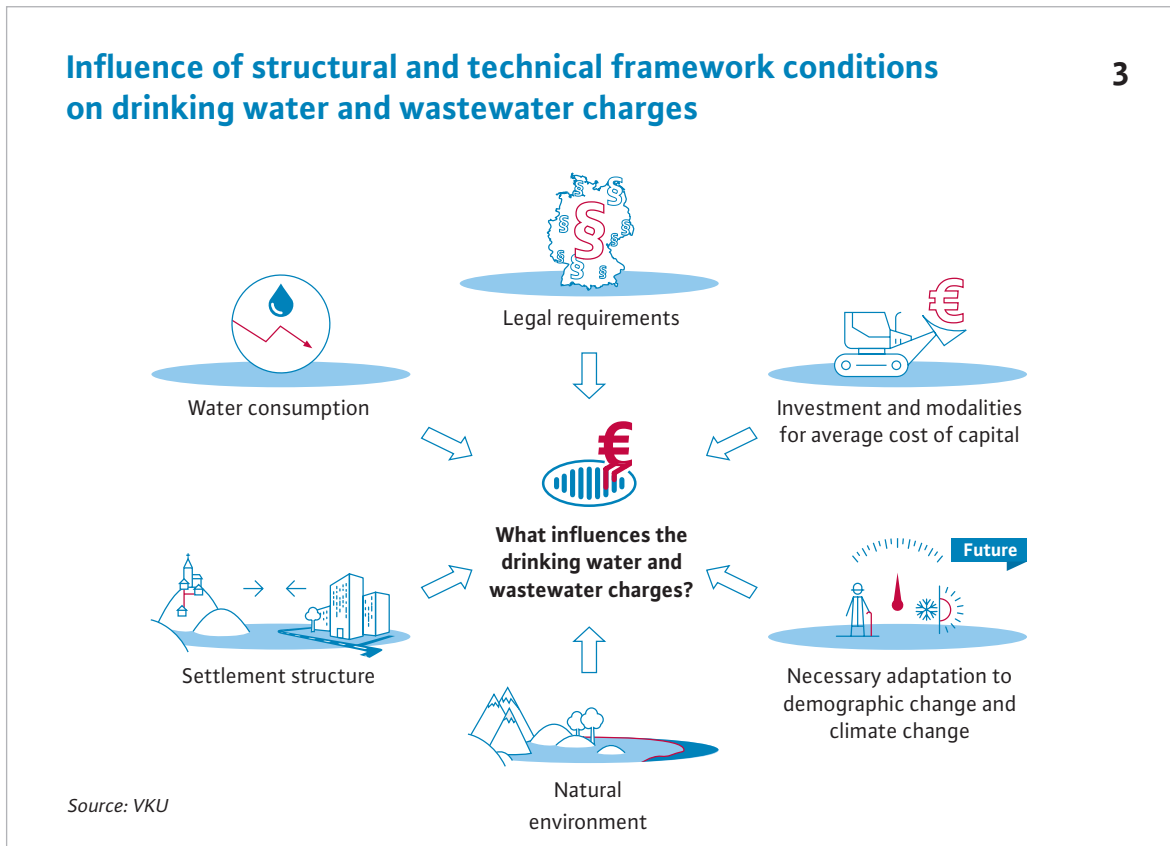 Influence of structural and technical framework conditions
on drinking water and wastewater charges
3
§ § § § § § § § §
Legal requirements
Water consumption
€
Investment and modalities
for average cost of capital
€
What influences the
drinking water and
wastewater charges?
Settlement structure
Future
Necessary adaptation to
demographic change and
climate change
Natural
environment
Source: VKU